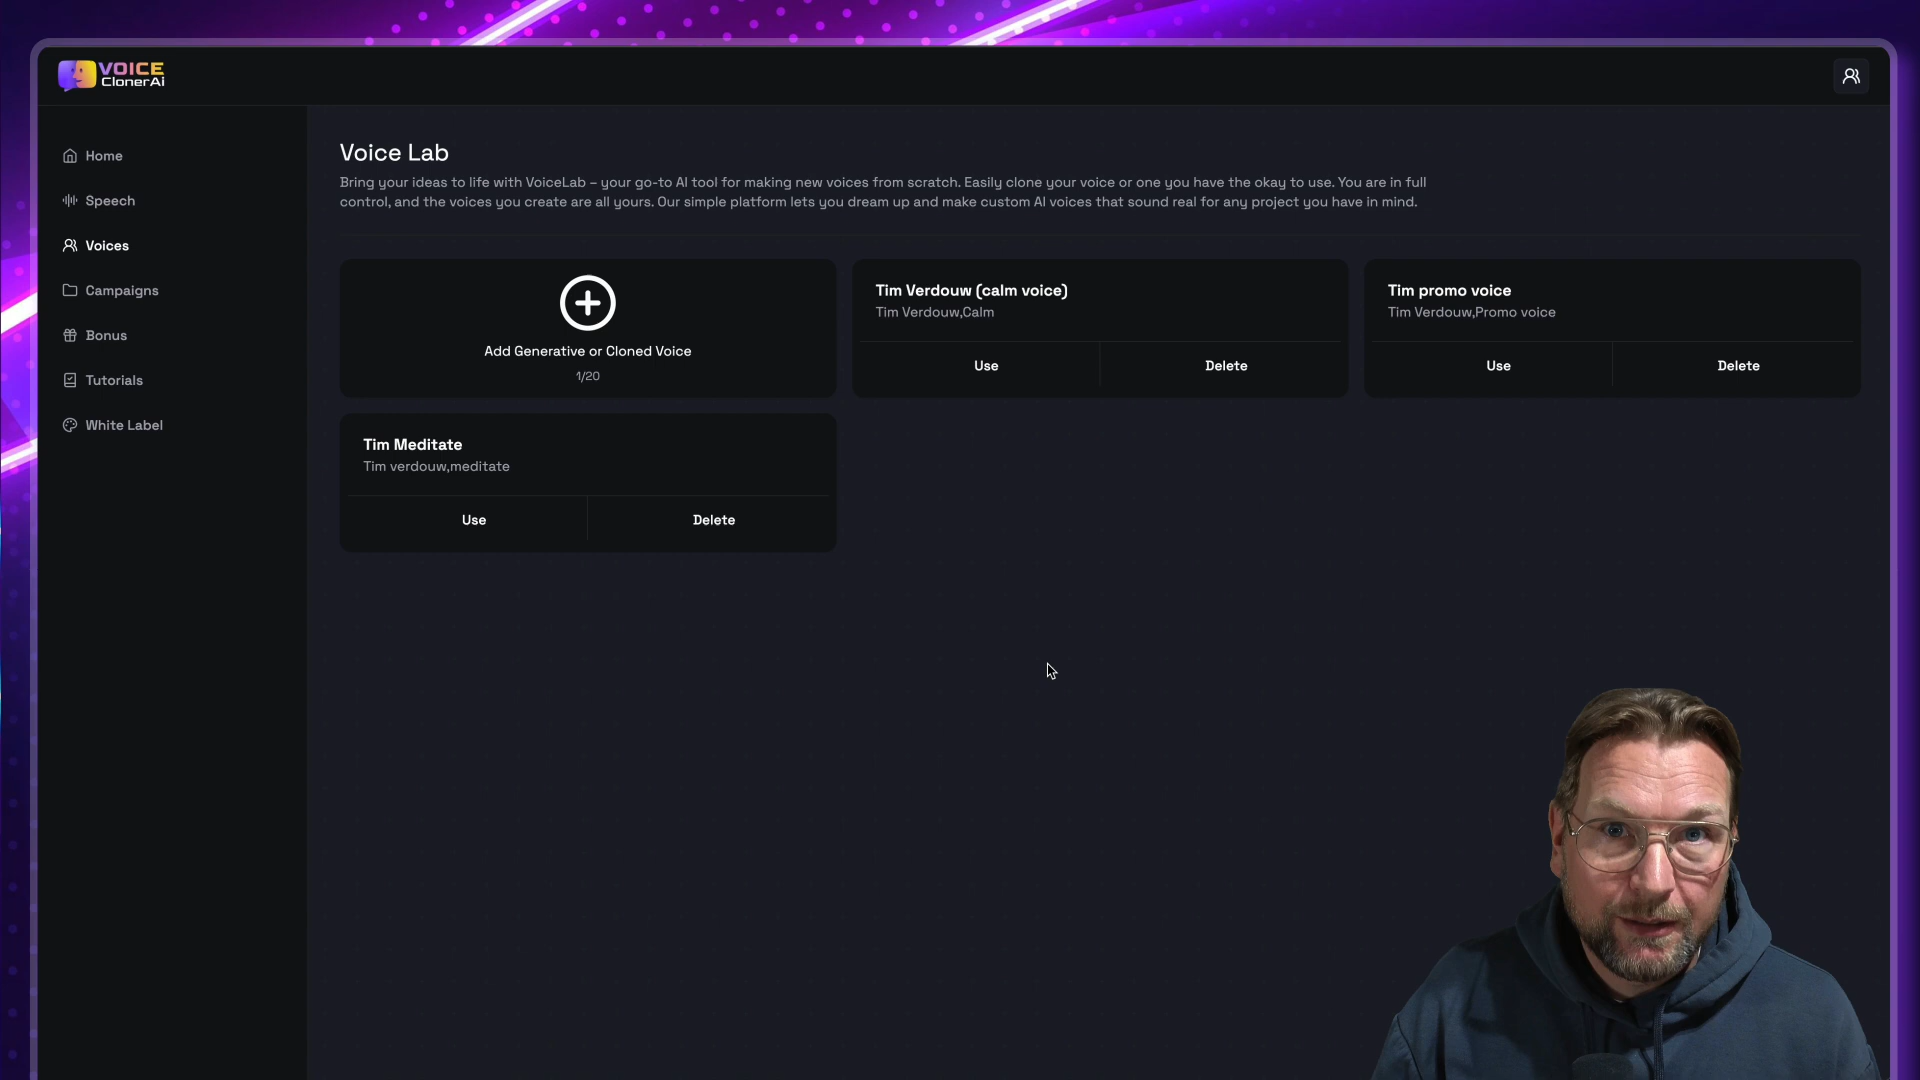 VOICE
ClonerAi
Home
Speech
Voices
Campaigns
Bonus
Tutorials
White Label
Voice Lab
Bring your ideas to life with VoiceLab – your go-to AI tool for making new voices from scratch. Easily clone your voice or one you have the okay to use. You are in full
control, and the voices you create are all yours. Our simple platform lets you dream up and make custom AI voices that sound real for any project you have in mind.
Add Generative or Cloned Voice
1/20
Tim Verdouw (calm voice)
Tim Verdouw,Calm
Use
Delete
Tim promo voice
Tim Verdouw,Promo voice
Use
Delete
Tim Meditate
Tim verdouw,meditate
Use
Delete